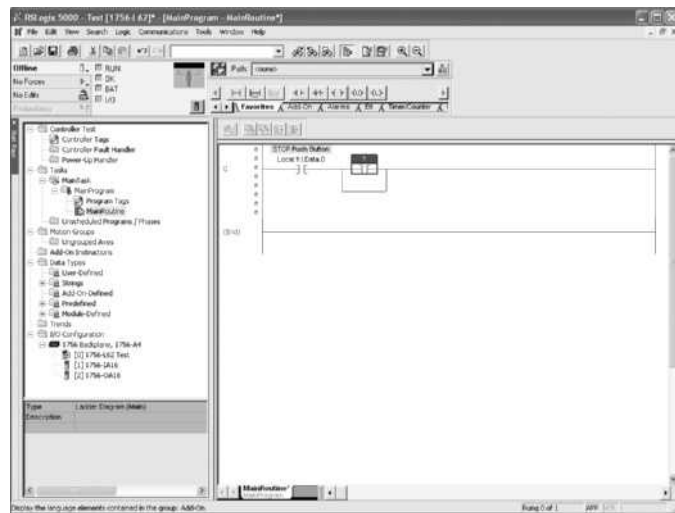 RSLogix 5000 - Test [1756-L62]* - [MainProgram - MainRoutine*]
File Edit View Search Logic Communications Tools Window Help
Offline
RUN
No Forces
OK
No Edits
BAT
I/O
Path: <none>
Favorites
Add-On
Alarms
Bit
Timer/Counter
Controller Test
Controller Tags
Controller Fault Handler
Power-Up Handler
Tasks
MainTask
MainProgram
Program Tags
MainRoutine
Unscheduled Programs / Phases
Motion Groups
Ungrouped Axes
Add-On Instructions
Data Types
User-Defined
Strings
Add-On-Defined
Predefined
Module-Defined
Trends
I/O Configuration
1756 Backplane, 1756-A4
[0] 1756-L62 Test
[1] 1756-IA16
[2] 1756-OA16
Type Ladder Diagram (Main)
Description
STOP Push Button
Local:1:I.Data.0
?
(End)
MainRoutine*
Display the language elements contained in the group: Add-On
Rung 0 of 1
APP